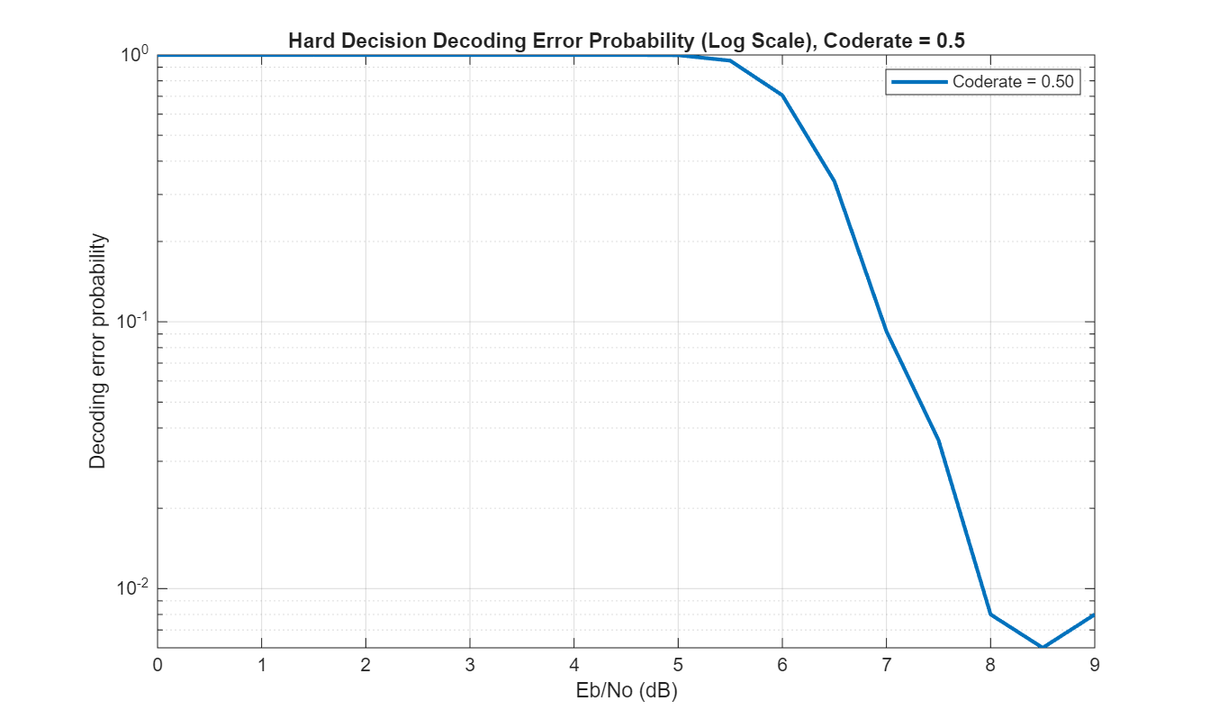 Hard Decision Decoding Error Probability (Log Scale), Coderate = 0.5
Coderate = 0.50
Decoding error probability
10^0
10^-1
10^-2
0 1 2 3 4 5 6 7 8 9
Eb/No (dB)